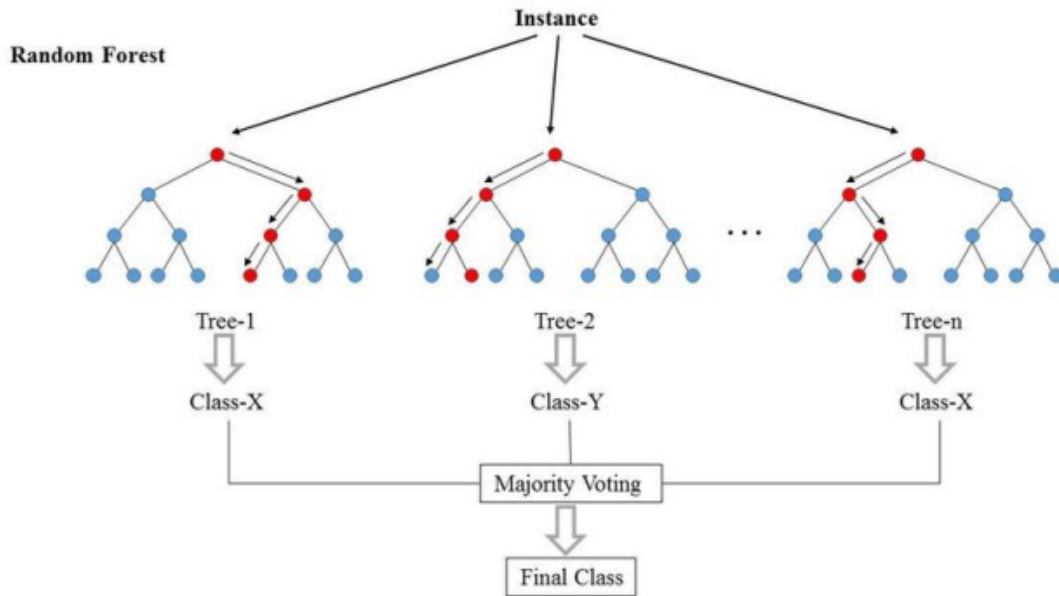 Instance
Random Forest
...
Tree-1
Tree-2
Tree-n
Class-X
Class-Y
Class-X
Majority Voting
Final Class